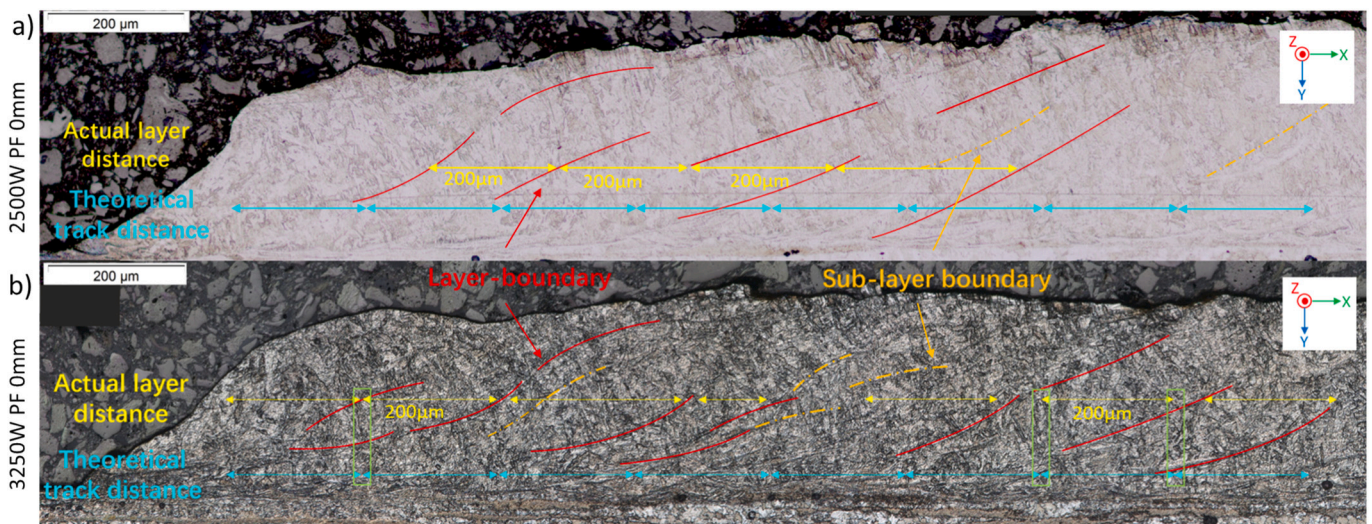 a)
200 μm
2500W PF 0mm
Z
X
Y
Actual layer
distance
200μm
200μm
200μm
Theoretical
track distance
b)
200 μm
Layer-boundary
Sub-layer boundary
3250W PF 0mm
Z
X
Y
Actual layer
distance
200μm
200μm
Theoretical
track distance